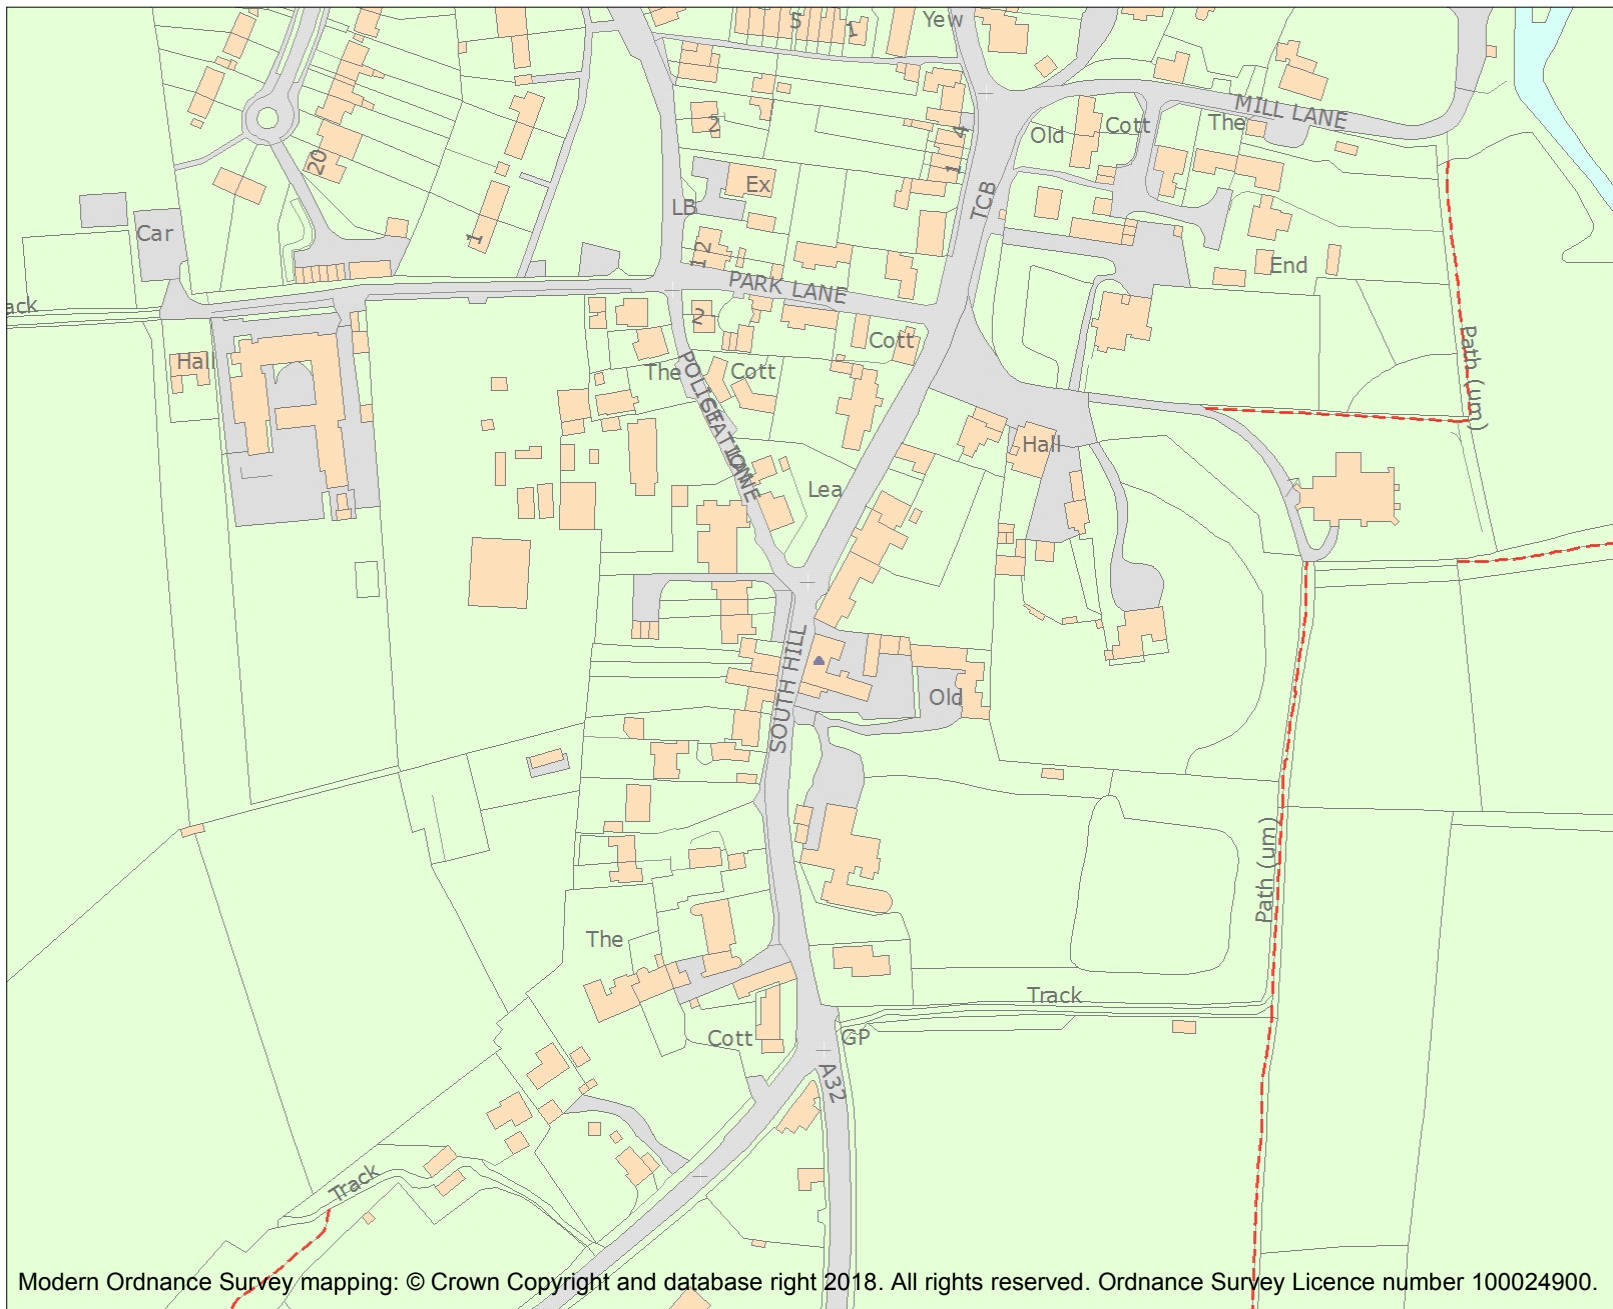 5
1
Yew
MILL LANE
2
4
Old
Cott
The
20
1
Ex
TCB
LB
Car
1
12
End
PARK LANE
ack
2
Cott
Path (um)
Hall
The
Cott
POLICE STATION LANE
Hall
Lea
SOUTH HILL
Old
Path (um)
The
Track
Cott
GP
A32
Track
Modern Ordnance Survey mapping: © Crown Copyright and database right 2018. All rights reserved. Ordnance Survey Licence number 100024900.